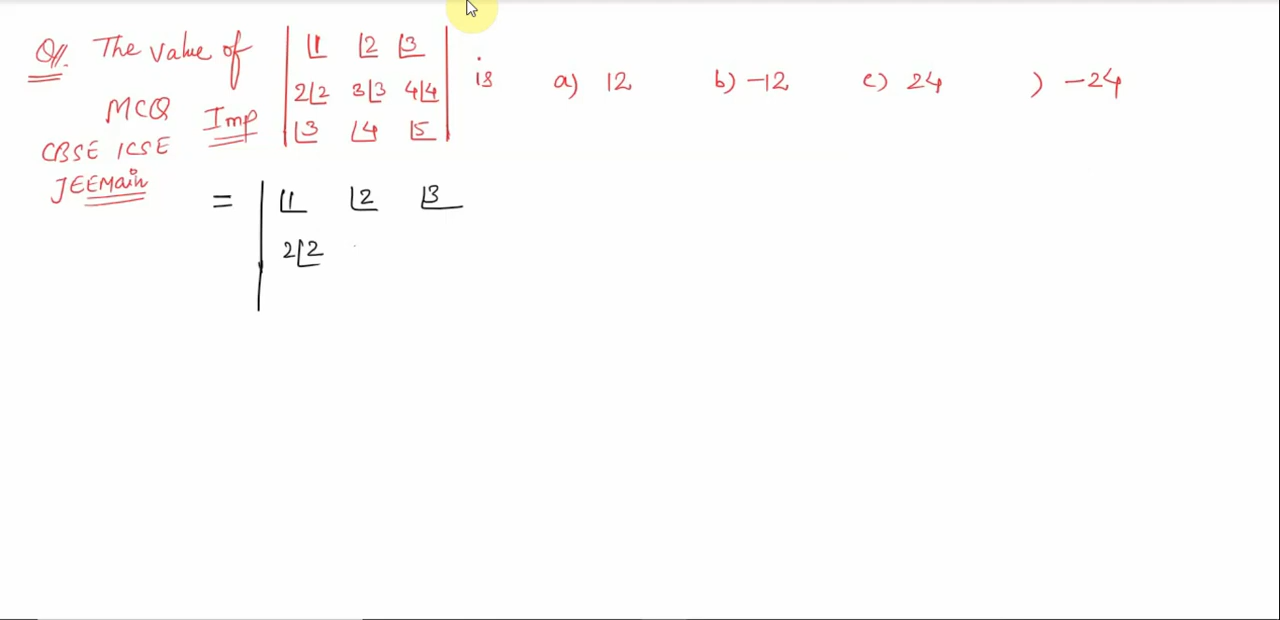 Q/. The value of | ⌊1 ⌊2 ⌊3 | is a) 12 b) -12 c) 24 ) -24
MCQ Imp | 2⌊2 3⌊3 4⌊4 |
CBSE ICSE | ⌊3 ⌊4 ⌊5 |
JEEMain
= | ⌊1 ⌊2 ⌊3
2⌊2